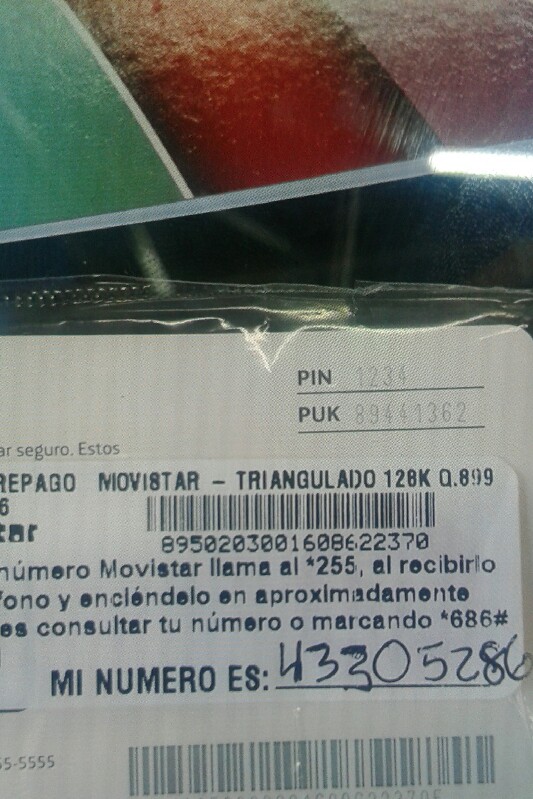 PIN 1234
PUK 89441362
ar seguro. Estos
REPAGO MOVISTAR - TRIANGULADO 128K Q.899
6
tar
8950203001608622370
número Movistar llama al *255, al recibirlo
fono y enciéndelo en aproximadamente
es consultar tu número o marcando *686#
MI NUMERO ES: 43305286
55-5555